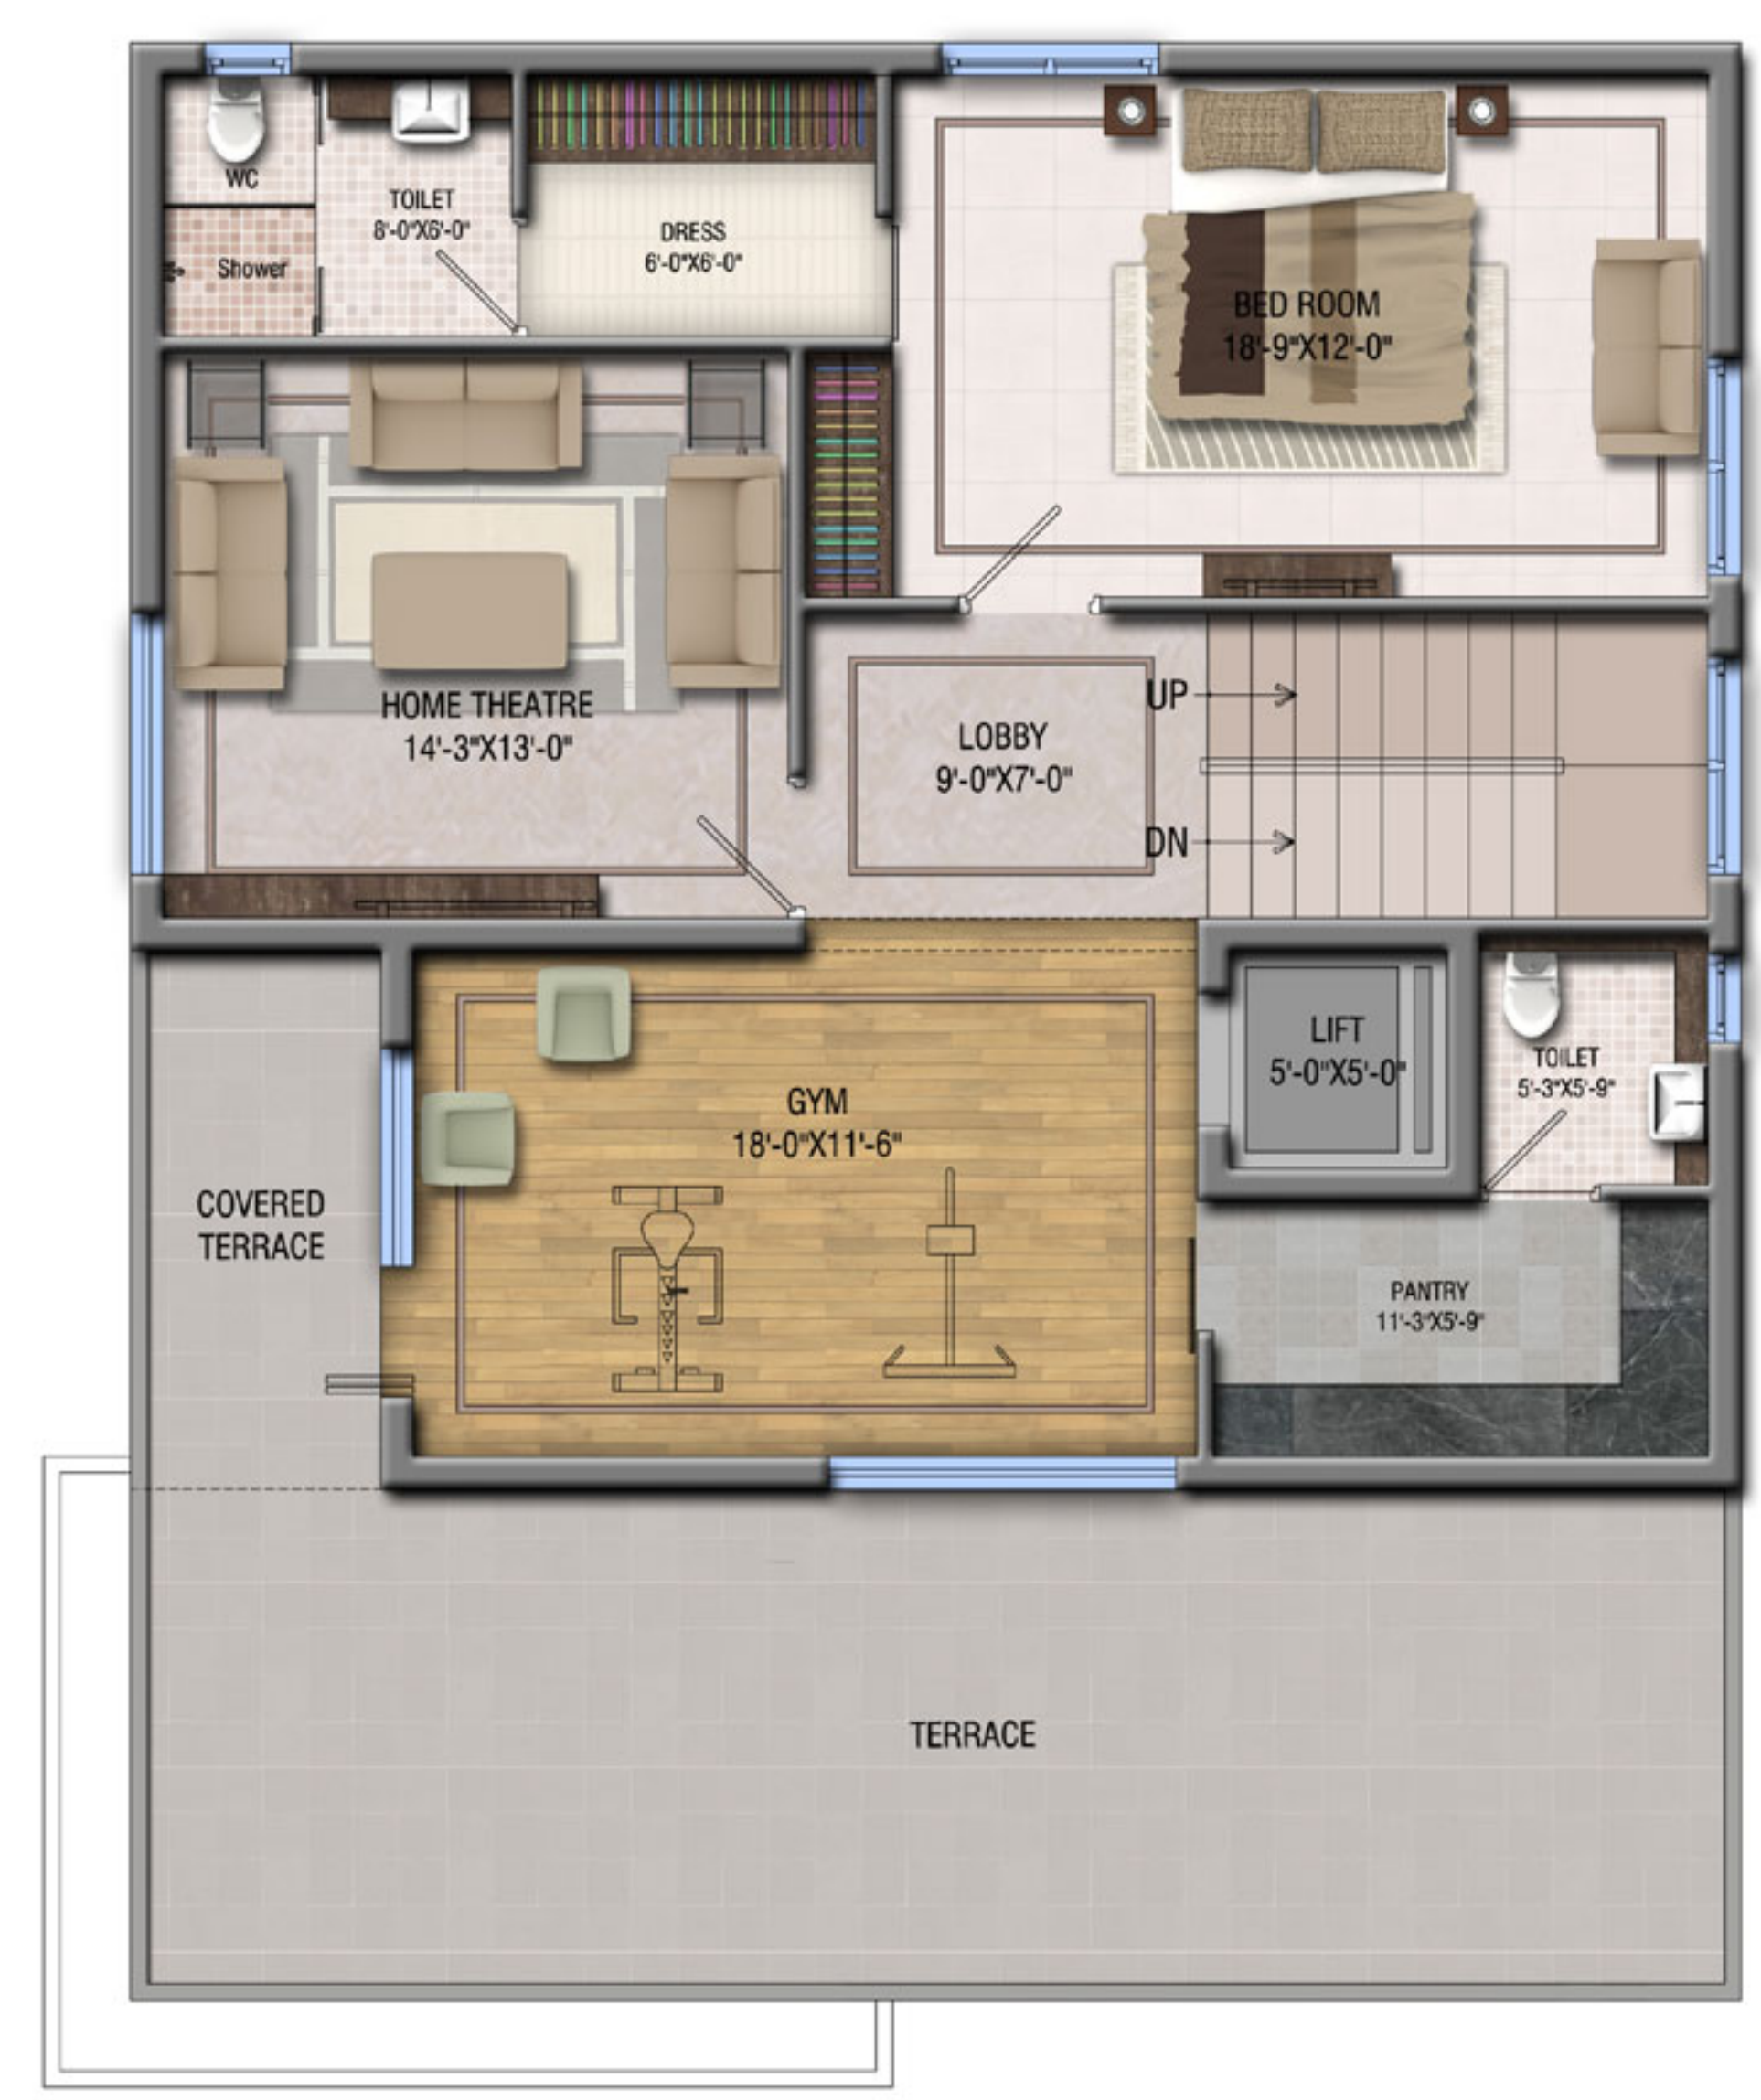 WC
TOILET
8'-0"X6'-0"
Shower
DRESS
6'-0"X6'-0"
BED ROOM
18'-9"X12'-0"
HOME THEATRE
14'-3"X13'-0"
LOBBY
9'-0"X7'-0"
UP
DN
LIFT
5'-0"X5'-0"
TOILET
5'-3"X5'-9"
GYM
18'-0"X11'-6"
COVERED
TERRACE
PANTRY
11'-3"X5'-9"
TERRACE